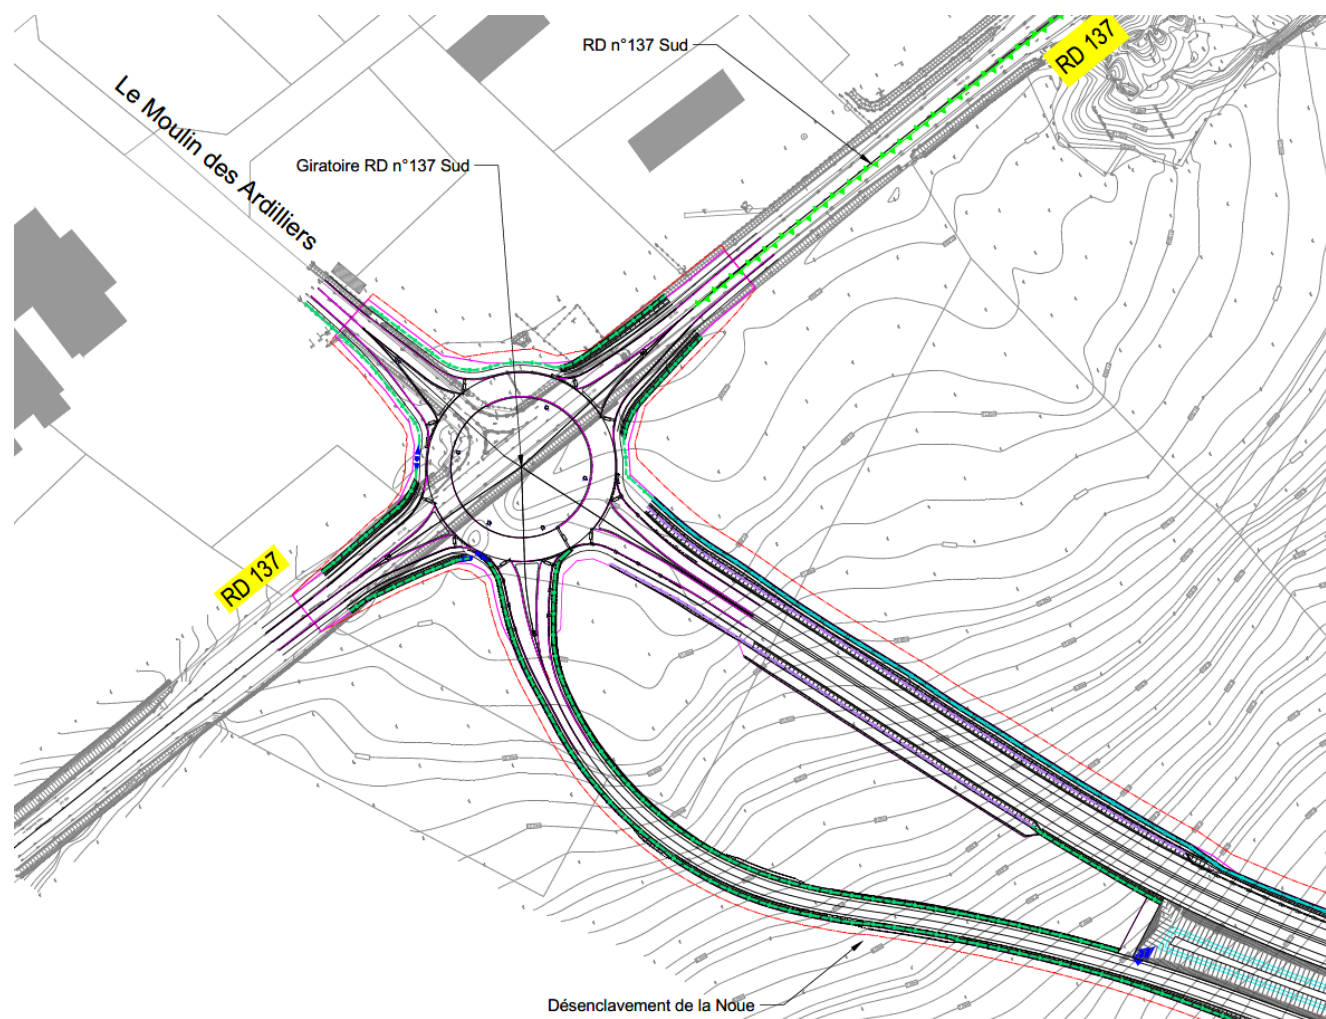 RD n°137 Sud
RD 137
Le Moulin des Ardilliers
Giratoire RD n°137 Sud
RD 137
Désenclavement de la Noue